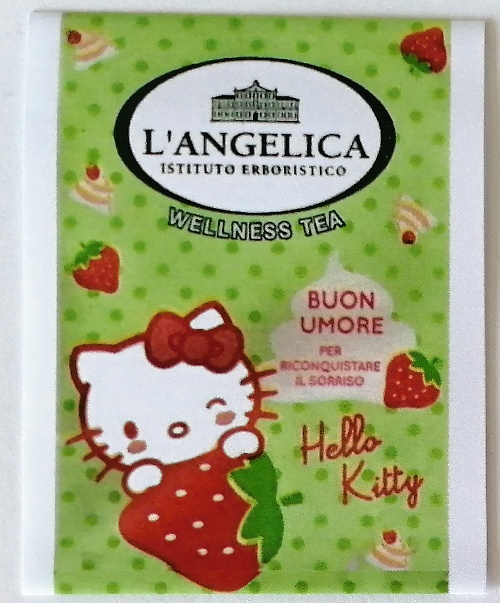 L'ANGELICA
ISTITUTO ERBORISTICO
WELLNESS TEA
BUON
UMORE
PER
RICONQUISTARE
IL SORRISO
Hello
Kitty